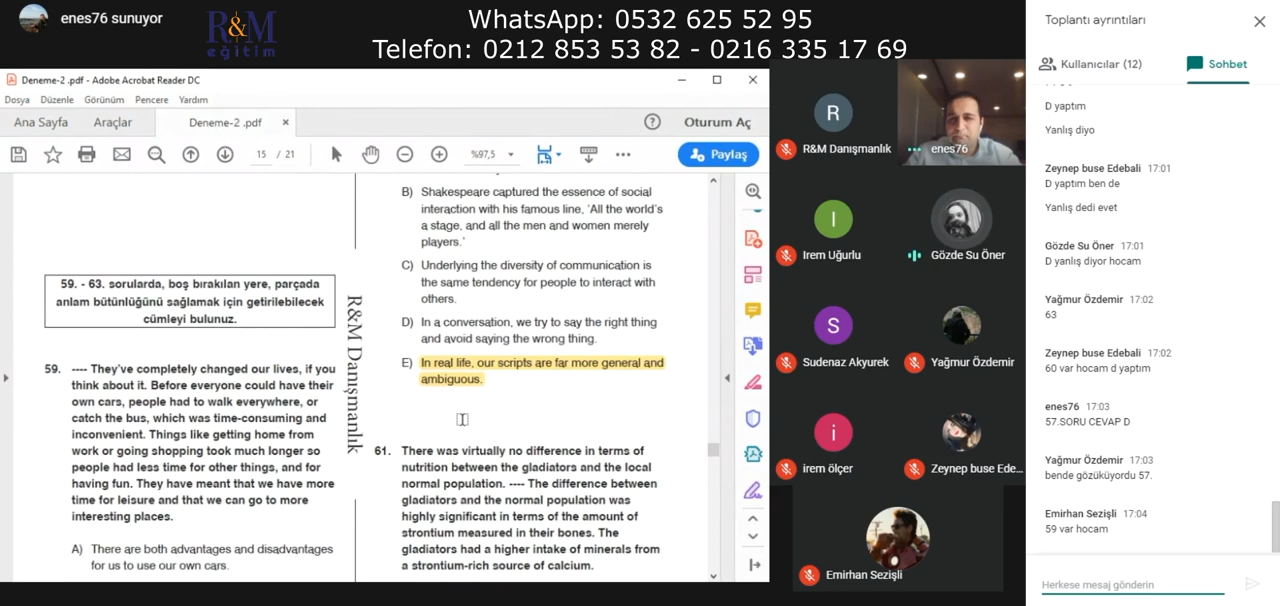 enes76 sunuyor
R&M
eğitim
WhatsApp: 0532 625 52 95
Telefon: 0212 853 53 82 - 0216 335 17 69
Deneme-2 .pdf - Adobe Acrobat Reader DC
Dosya Düzenle Görünüm Pencere Yardım
Ana Sayfa Araçlar Deneme-2 .pdf Oturum Aç
15 / 21 %97,5 Paylaş
59. - 63. sorularda, boş bırakılan yere, parçada
anlam bütünlüğünü sağlamak için getirilebilecek
cümleyi bulunuz.
59. ---- They've completely changed our lives, if you
think about it. Before everyone could have their
own cars, people had to walk everywhere, or
catch the bus, which was time-consuming and
inconvenient. Things like getting home from
work or going shopping took much longer so
people had less time for other things, and for
having fun. They have meant that we have more
time for leisure and that we can go to more
interesting places.
A) There are both advantages and disadvantages
for us to use our own cars.
R&M Danışmanlık
B) Shakespeare captured the essence of social
interaction with his famous line, 'All the world's
a stage, and all the men and women merely
players.'
C) Underlying the diversity of communication is
the same tendency for people to interact with
others.
D) In a conversation, we try to say the right thing
and avoid saying the wrong thing.
E) In real life, our scripts are far more general and
ambiguous.
61. There was virtually no difference in terms of
nutrition between the gladiators and the local
normal population. ---- The difference between
gladiators and the normal population was
highly significant in terms of the amount of
strontium measured in their bones. The
gladiators had a higher intake of minerals from
a strontium-rich source of calcium.
R
R&M Danışmanlık
enes76
I
Irem Uğurlu
Gözde Su Öner
S
Sudenaz Akyurek
Yağmur Özdemir
i
irem ölçer
Zeynep buse Ede...
Emirhan Sezişli
Toplantı ayrıntıları
Kullanıcılar (12) Sohbet
D yaptım
Yanlış diyo
Zeynep buse Edebali 17:01
D yaptım ben de
Yanlış dedi evet
Gözde Su Öner 17:01
D yanlış diyor hocam
Yağmur Özdemir 17:02
63
Zeynep buse Edebali 17:02
60 var hocam d yaptım
enes76 17:03
57.SORU CEVAP D
Yağmur Özdemir 17:03
bende gözüküyordu 57.
Emirhan Sezişli 17:04
59 var hocam
Herkese mesaj gönderin